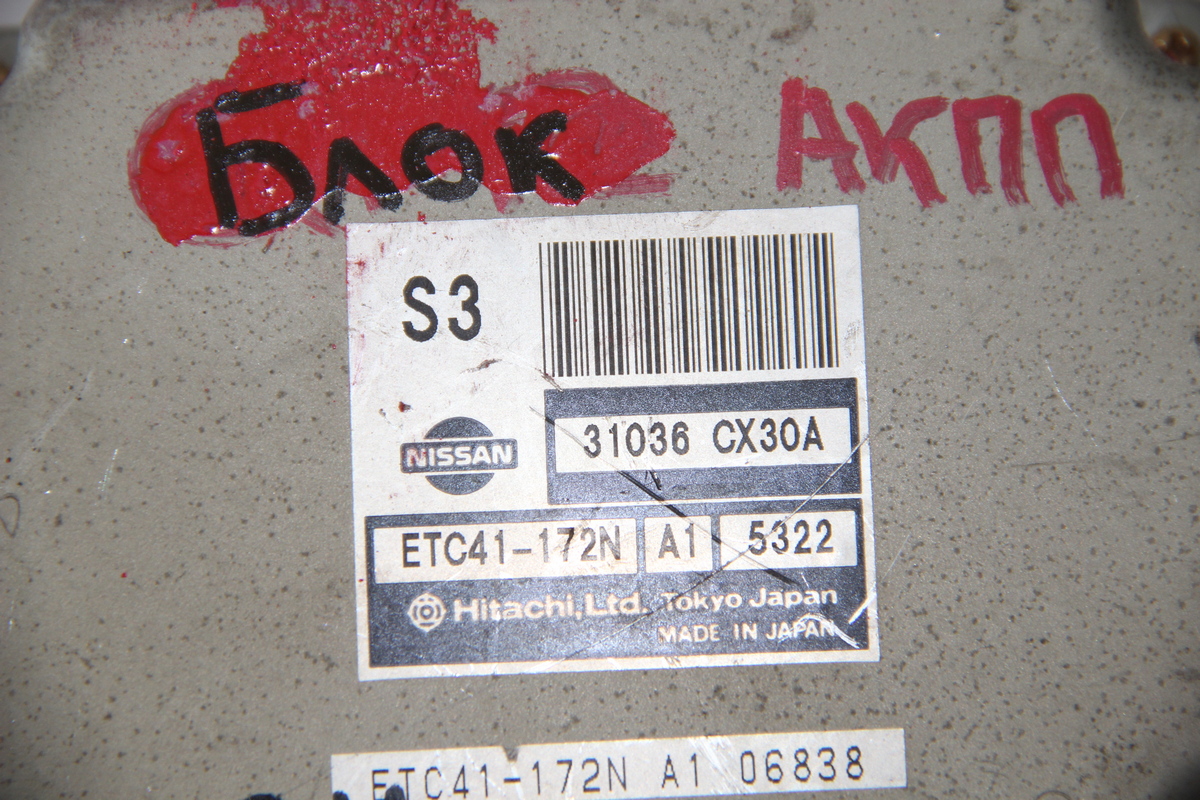 Блок АКПП
S3
NISSAN
31036 CX30A
ETC41-172N A1 5322
Hitachi, Ltd. Tokyo Japan
MADE IN JAPAN
ETC41-172N A1 06838